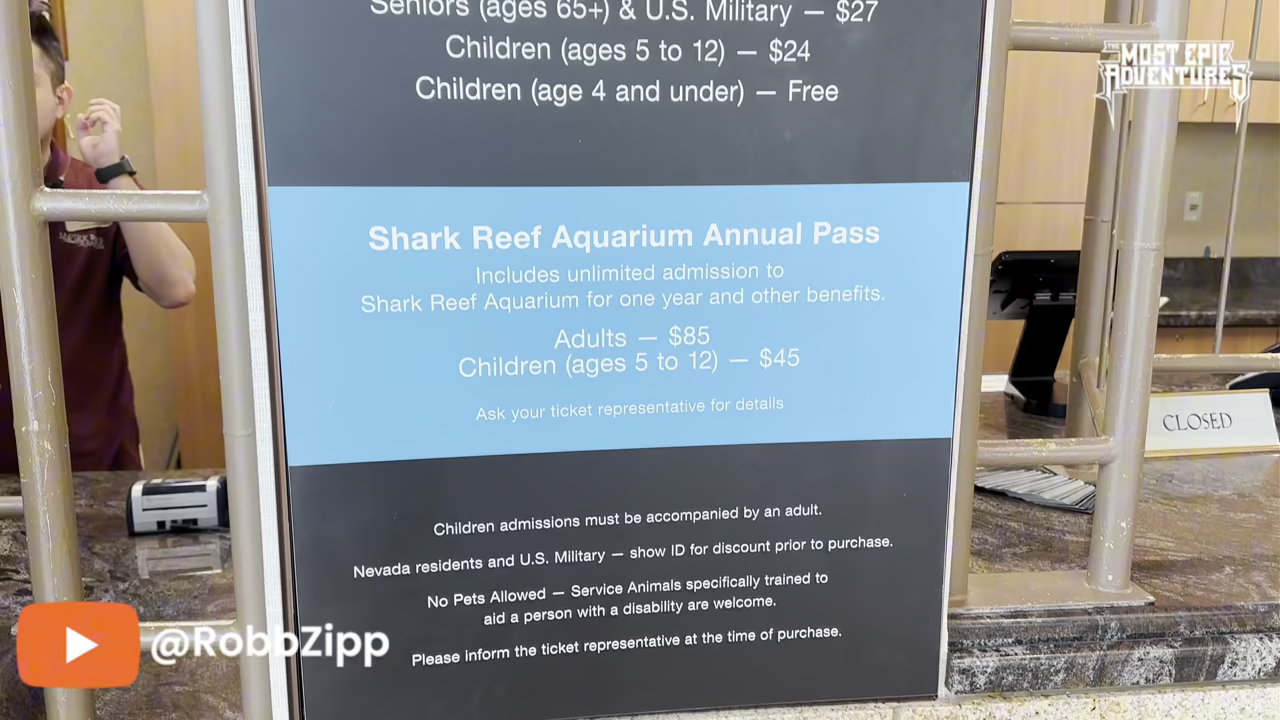 Seniors (ages 65+) & U.S. Military — $27
Children (ages 5 to 12) — $24
Children (age 4 and under) — Free
THE MOST EPIC
ADVENTURES
Shark Reef Aquarium Annual Pass
Includes unlimited admission to
Shark Reef Aquarium for one year and other benefits.
Adults — $85
Children (ages 5 to 12) — $45
Ask your ticket representative for details
CLOSED
Children admissions must be accompanied by an adult.
Nevada residents and U.S. Military — show ID for discount prior to purchase.
No Pets Allowed — Service Animals specifically trained to
aid a person with a disability are welcome.
Please inform the ticket representative at the time of purchase.
@RobbZipp